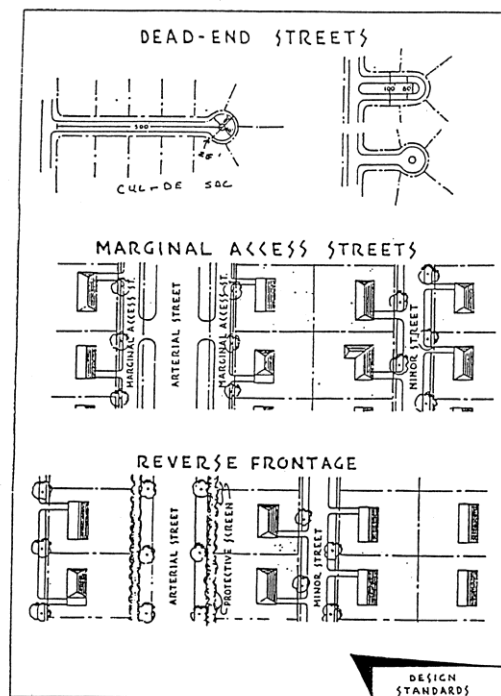 DEAD-END STREETS
500
CUL-DE SAC
100
80
MARGINAL ACCESS STREETS
MARGINAL ACCESS ST.
ARTERIAL STREET
MARGINAL ACCESS ST.
MINOR STREET
REVERSE FRONTAGE
ARTERIAL STREET
PROTECTIVE SCREEN
MINOR STREET
DESIGN
STANDARDS